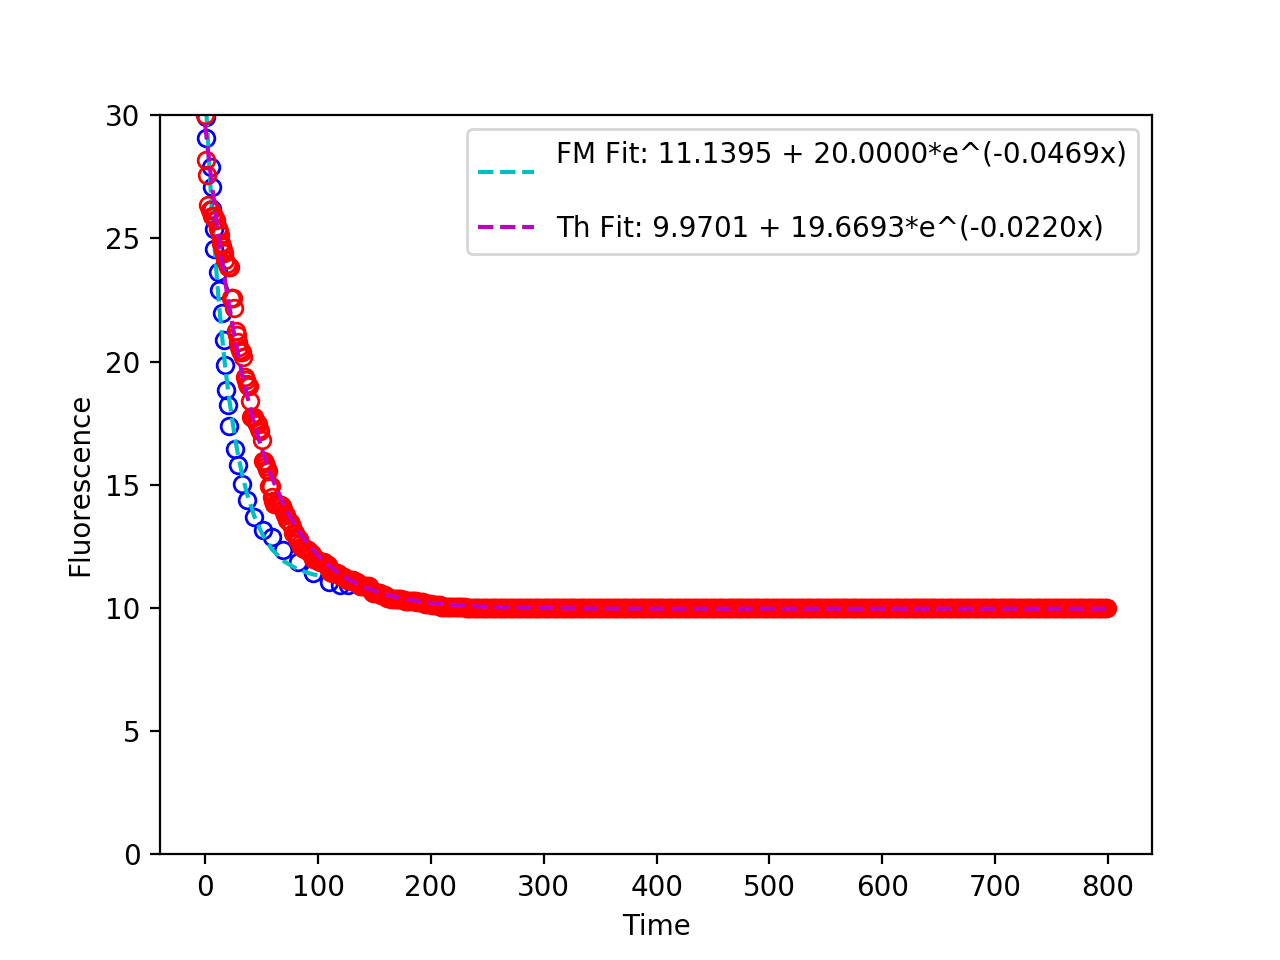 30
25
20
15
10
5
0
Fluorescence
FM Fit: 11.1395 + 20.0000*e^(-0.0469x)
Th Fit: 9.9701 + 19.6693*e^(-0.0220x)
0 100 200 300 400 500 600 700 800
Time